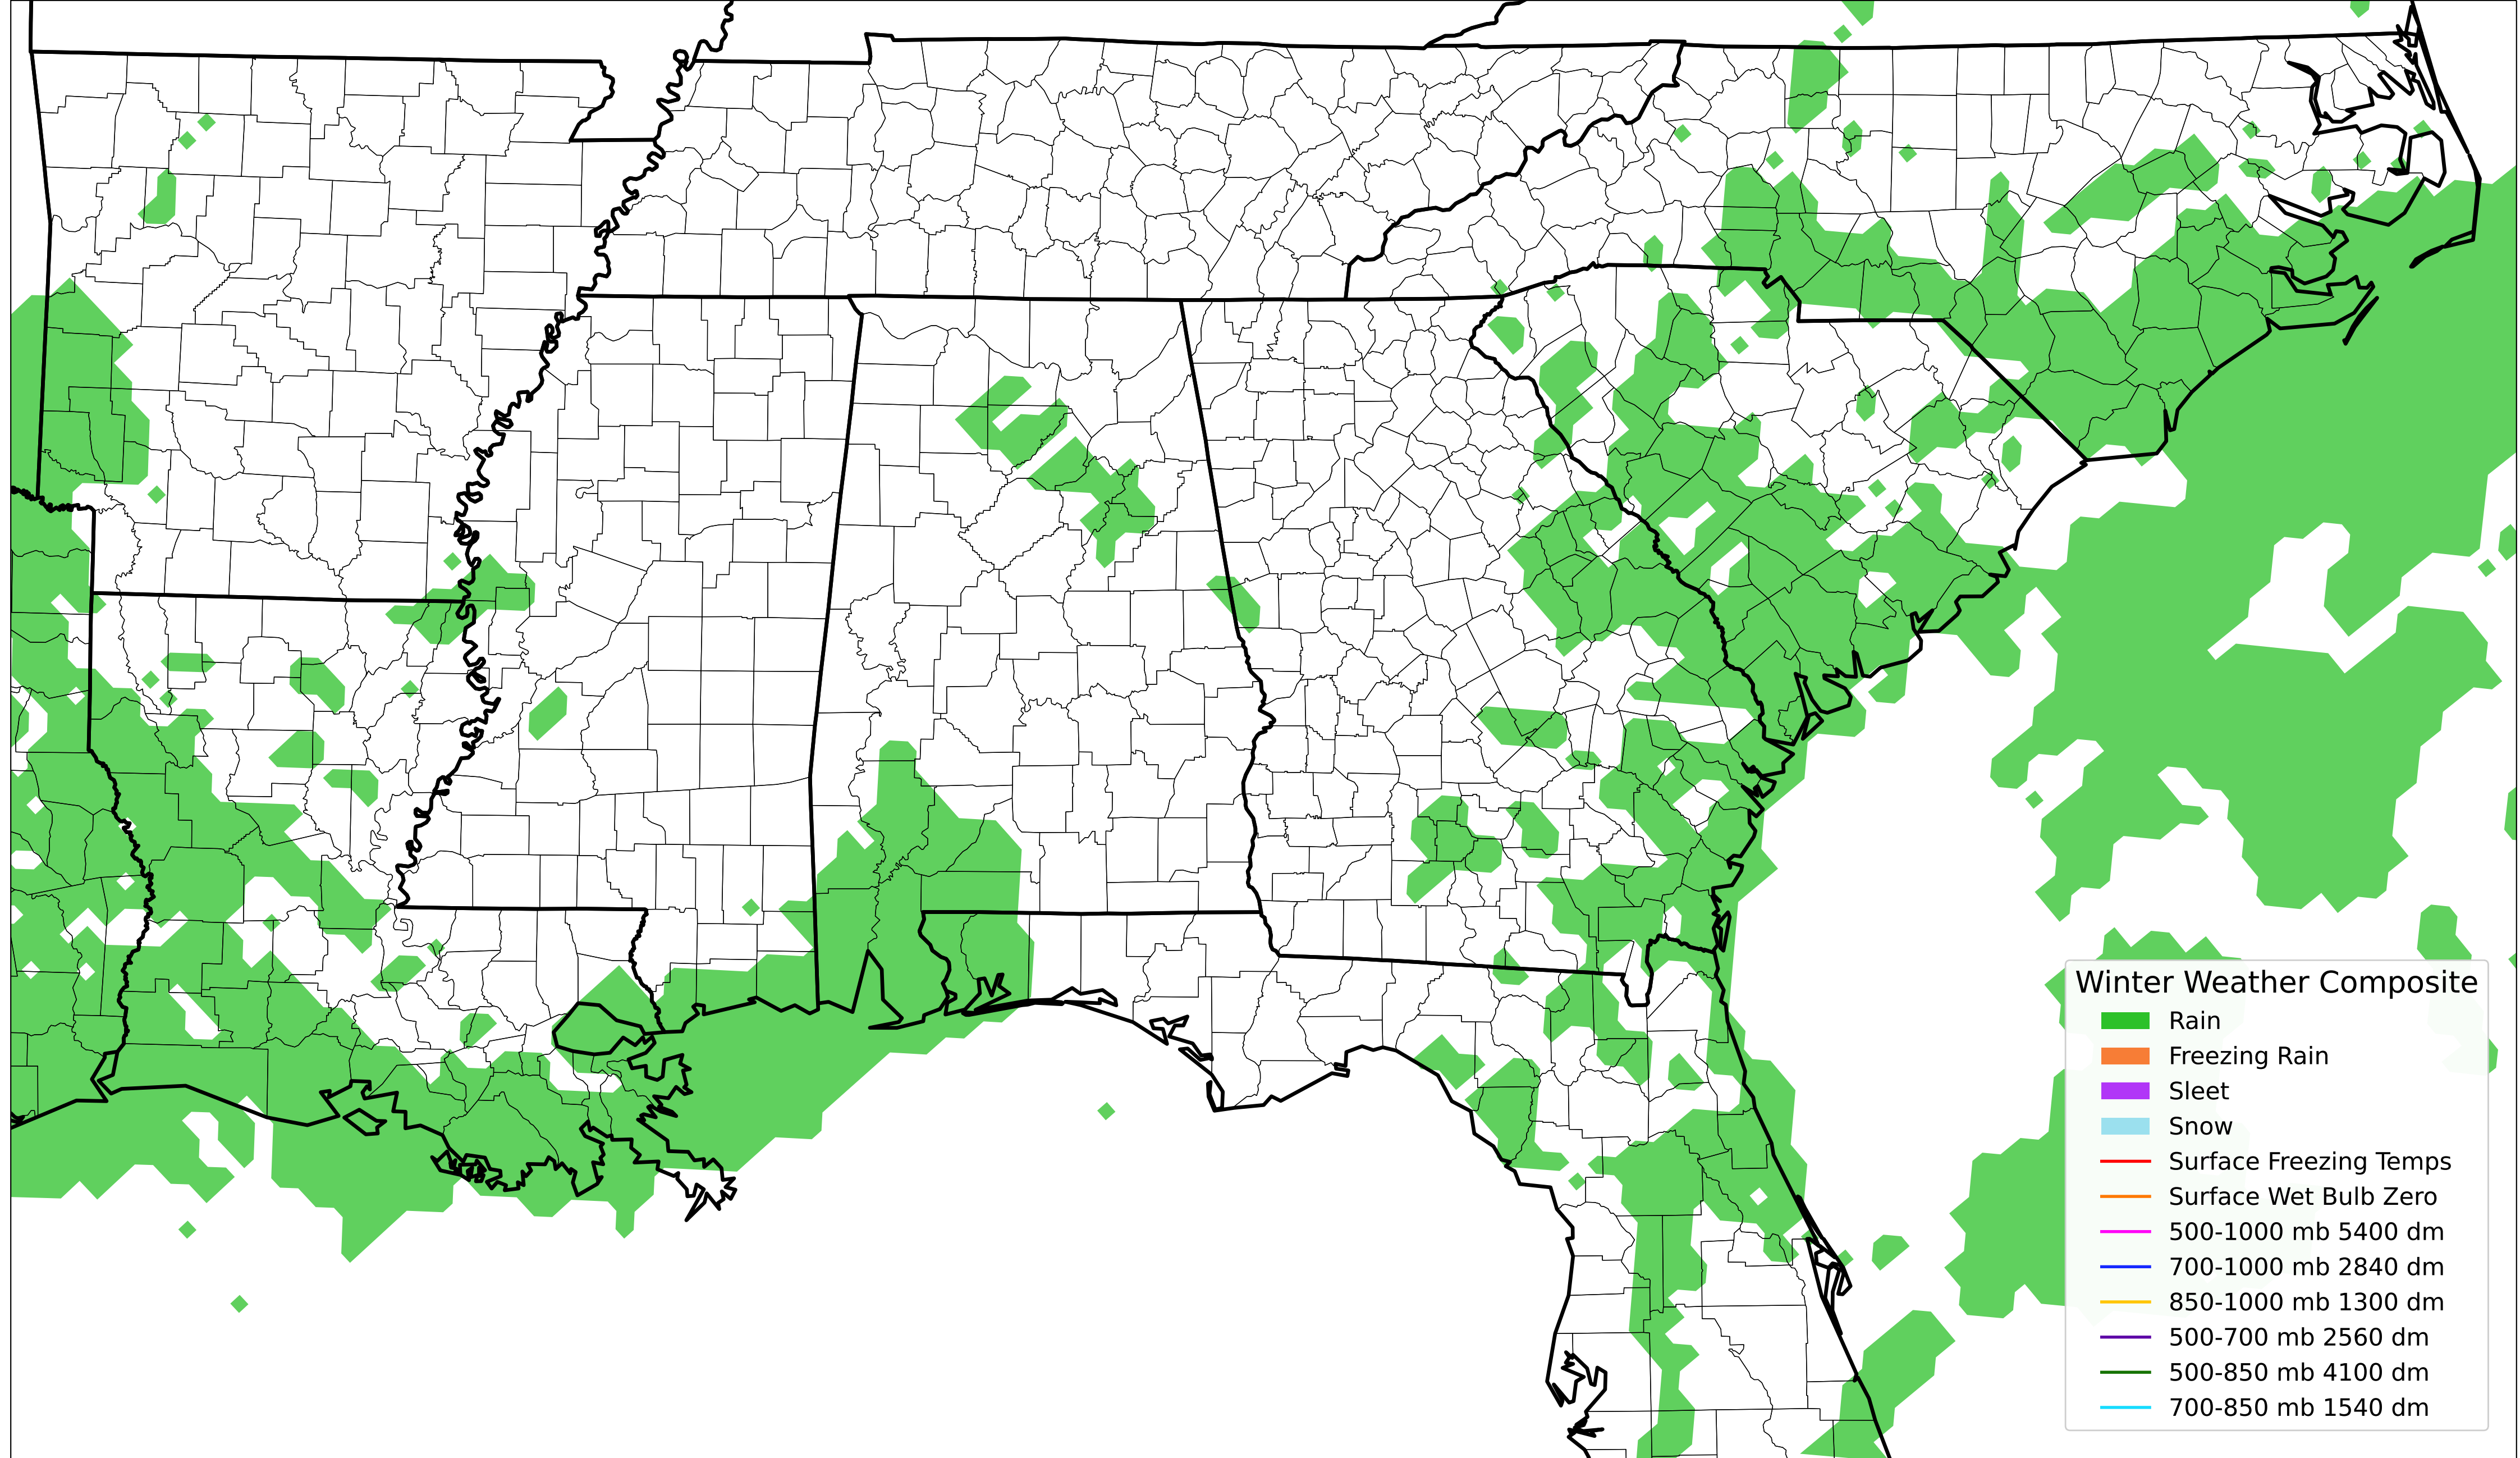 Winter Weather Composite
Rain
Freezing Rain
Sleet
Snow
Surface Freezing Temps
Surface Wet Bulb Zero
500-1000 mb 5400 dm
700-1000 mb 2840 dm
850-1000 mb 1300 dm
500-700 mb 2560 dm
500-850 mb 4100 dm
700-850 mb 1540 dm